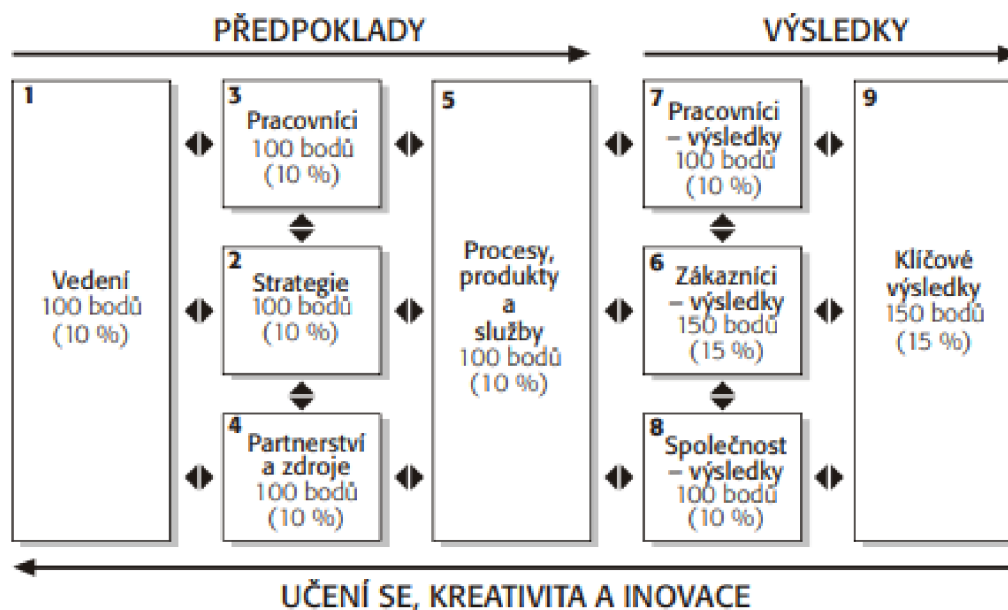 PŘEDPOKLADY
VÝSLEDKY
1
Vedení
100 bodů
(10 %)
3
Pracovníci
100 bodů
(10 %)
2
Strategie
100 bodů
(10 %)
4
Partnerství
a zdroje
100 bodů
(10 %)
5
Procesy,
produkty
a
služby
100 bodů
(10 %)
7
Pracovníci
– výsledky
100 bodů
(10 %)
6
Zákazníci
– výsledky
150 bodů
(15 %)
8
Společnost
– výsledky
100 bodů
(10 %)
9
Klíčové
výsledky
150 bodů
(15 %)
UČENÍ SE, KREATIVITA A INOVACE